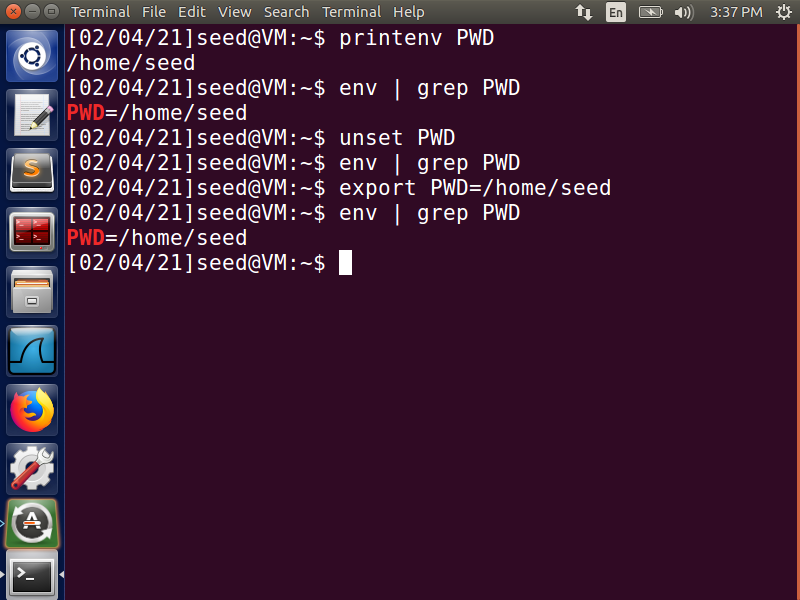 Terminal File Edit View Search Terminal Help En 3:37 PM
[02/04/21]seed@VM:~$ printenv PWD
/home/seed
[02/04/21]seed@VM:~$ env | grep PWD
PWD=/home/seed
[02/04/21]seed@VM:~$ unset PWD
[02/04/21]seed@VM:~$ env | grep PWD
[02/04/21]seed@VM:~$ export PWD=/home/seed
[02/04/21]seed@VM:~$ env | grep PWD
PWD=/home/seed
[02/04/21]seed@VM:~$